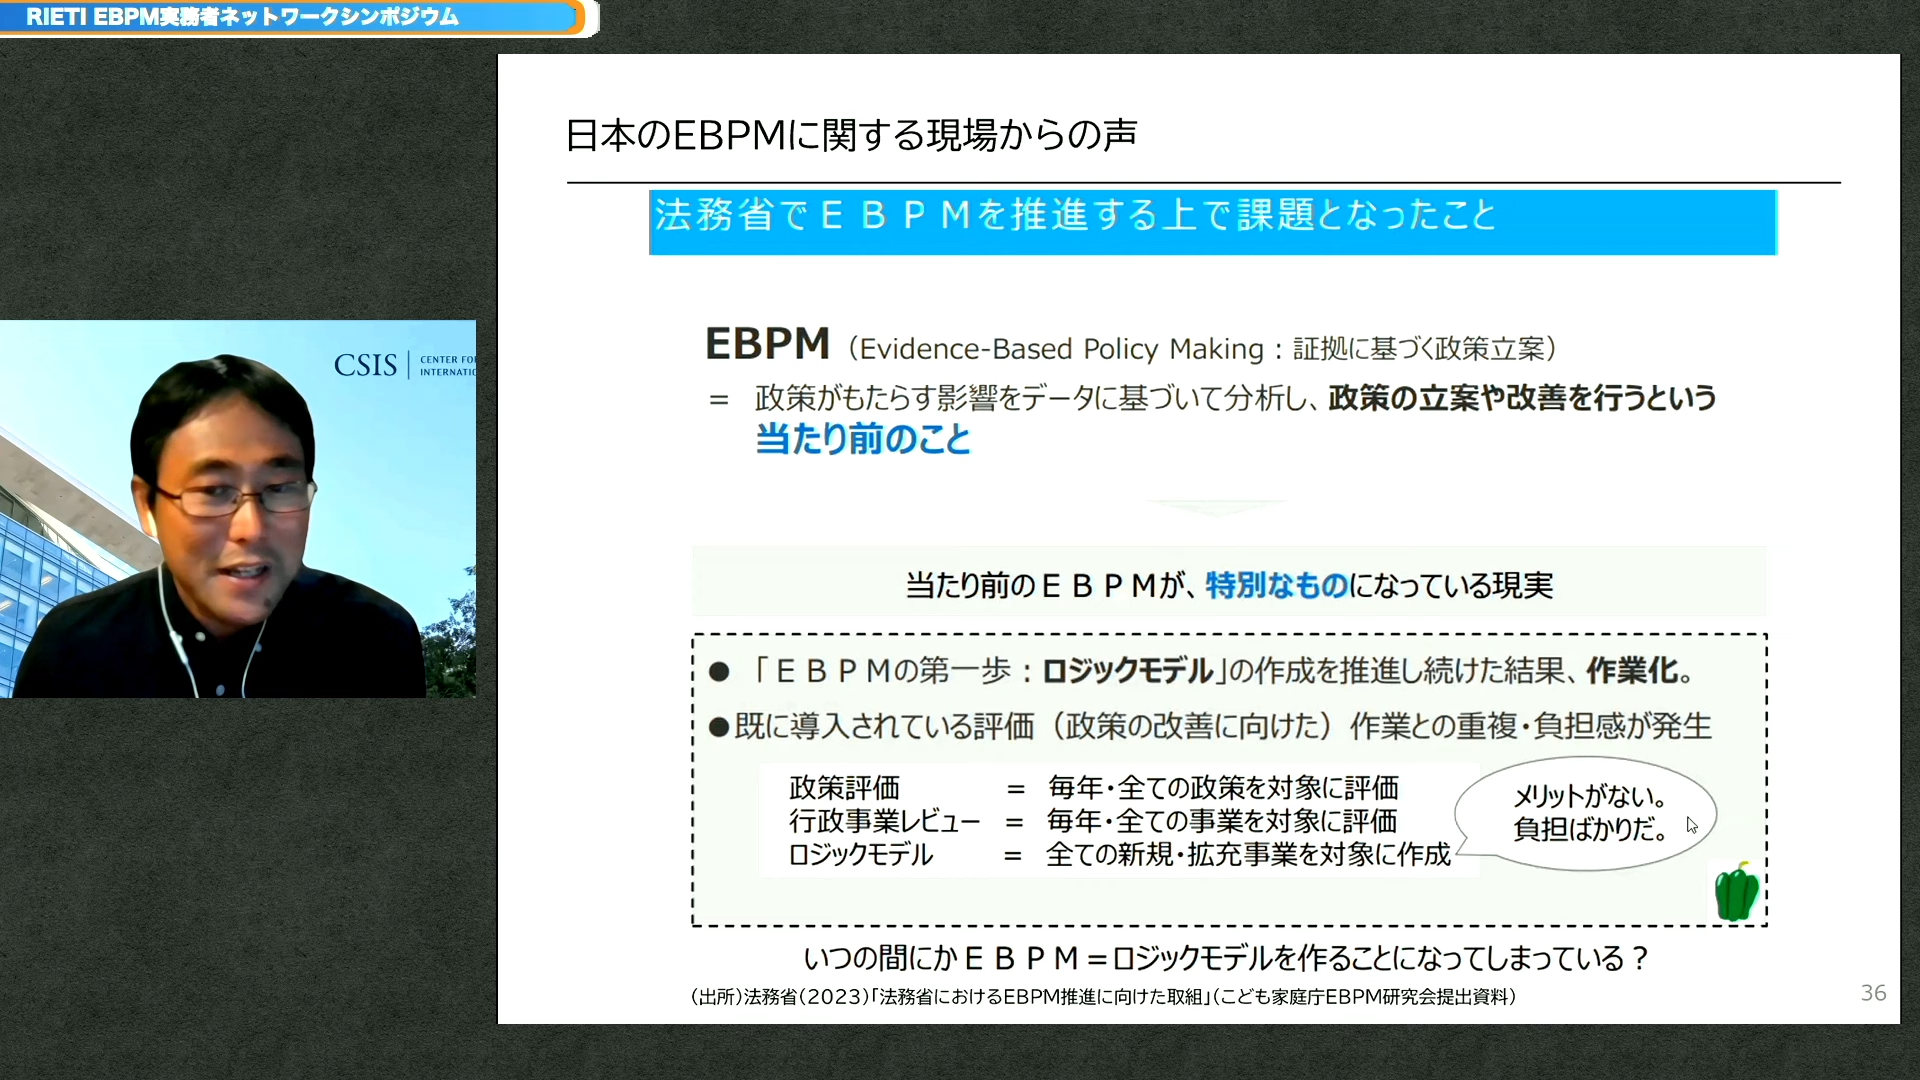 RIETI EBPM実務者ネットワークシンポジウム
日本のEBPMに関する現場からの声
法務省でＥＢＰＭを推進する上で課題となったこと
CSIS
CENTER FO
INTERNATI
EBPM（Evidence-Based Policy Making：証拠に基づく政策立案）
＝ 政策がもたらす影響をデータに基づいて分析し、政策の立案や改善を行うという
当たり前のこと
当たり前のＥＢＰＭが、特別なものになっている現実
●「ＥＢＰＭの第一歩：ロジックモデル」の作成を推進し続けた結果、作業化。
●既に導入されている評価（政策の改善に向けた）作業との重複・負担感が発生
政策評価 ＝ 毎年・全ての政策を対象に評価
行政事業レビュー ＝ 毎年・全ての事業を対象に評価
ロジックモデル ＝ 全ての新規・拡充事業を対象に作成
メリットがない。
負担ばかりだ。
いつの間にかＥＢＰＭ＝ロジックモデルを作ることになってしまっている？
（出所）法務省（2023）「法務省におけるEBPM推進に向けた取組」（こども家庭庁EBPM研究会提出資料）
36